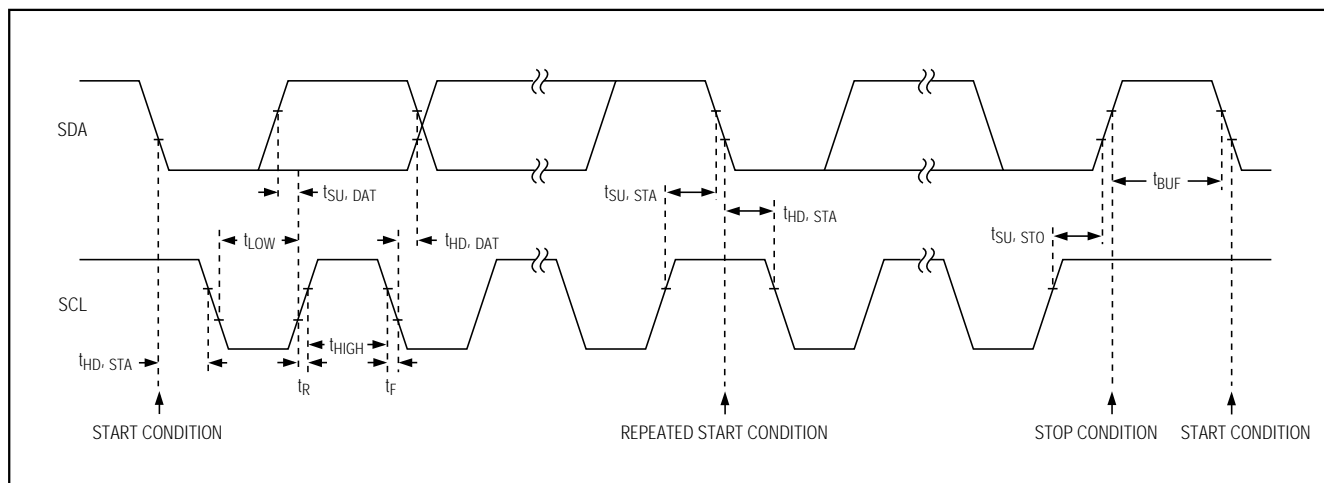 SDA
tSU, DAT
tSU, STA
tBUF
tHD, STA
tLOW
tHD, DAT
tSU, STO
SCL
tHIGH
tHD, STA
tR
tF
START CONDITION
REPEATED START CONDITION
STOP CONDITION
START CONDITION